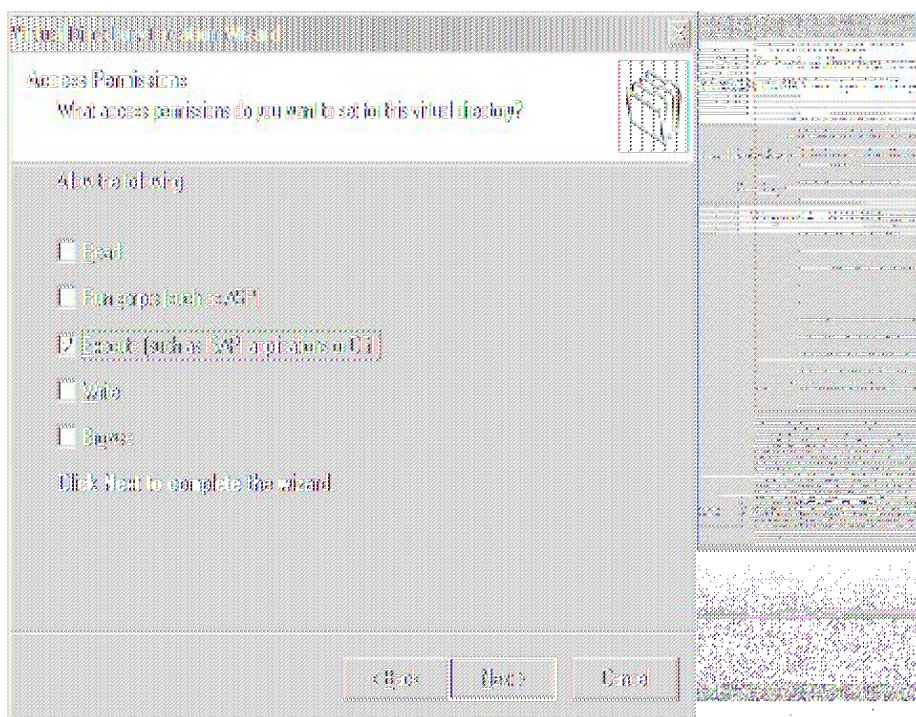 Virtual Directory Creation Wizard
Access Permissions
What access permissions do you want to set for this virtual directory?
Allow the following
Read
Run scripts (such as ASP)
Execute (such as ISAPI applications or CGI)
Write
Browse
Click Next to complete the wizard
< Back
Next >
Cancel